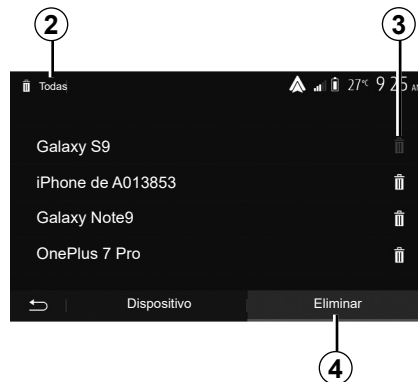 2
3
Todas 27°C 9 25 AM
Galaxy S9
iPhone de A013853
Galaxy Note9
OnePlus 7 Pro
Dispositivo Eliminar
4